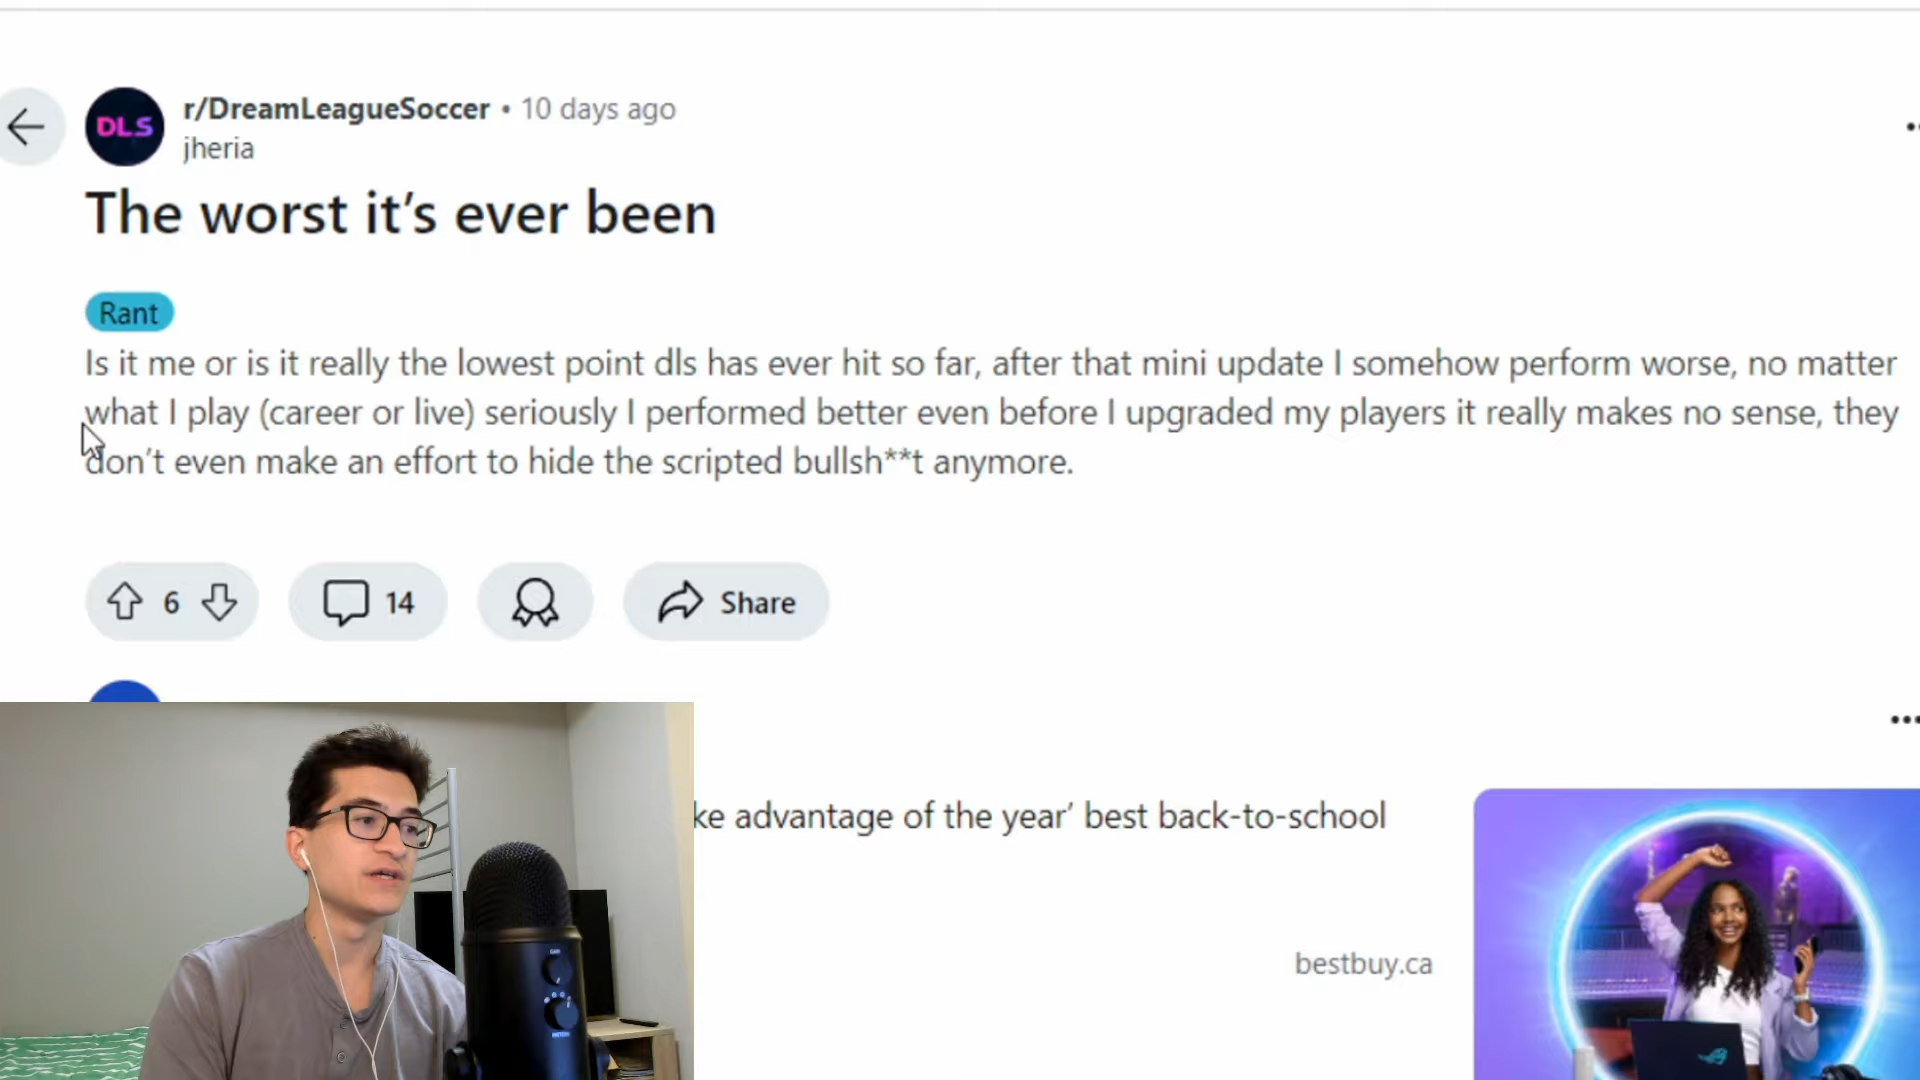 DLS
r/DreamLeagueSoccer • 10 days ago
jheria
The worst it's ever been
Rant
Is it me or is it really the lowest point dls has ever hit so far, after that mini update I somehow perform worse, no matter
what I play (career or live) seriously I performed better even before I upgraded my players it really makes no sense, they
don't even make an effort to hide the scripted bullsh**t anymore.
6
14
Share
ke advantage of the year' best back-to-school
bestbuy.ca